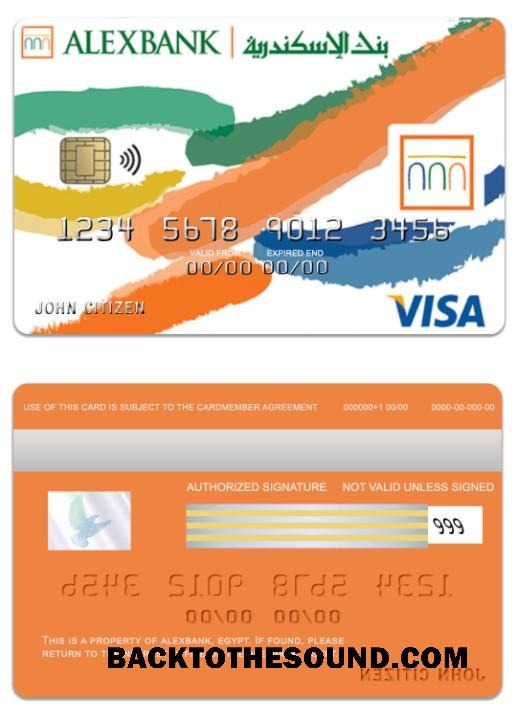 ALEXBANK | بنك الإسكندرية
1234 5678 9012 3456
VALID FROM EXPIRED END
00/00 00/00
JOHN CITIZEN
VISA
USE OF THIS CARD IS SUBJECT TO THE CARDMEMBER AGREEMENT 000000+1 00/00 0000-00-000-00
AUTHORIZED SIGNATURE NOT VALID UNLESS SIGNED
999
1234 5678 9012 3456
00/00 00/00
THIS IS A PROPERTY OF ALEXBANK, EGYPT. IF FOUND, PLEASE
RETURN TO
BACKTOTHESOUND.COM
JOHN CITIZEN